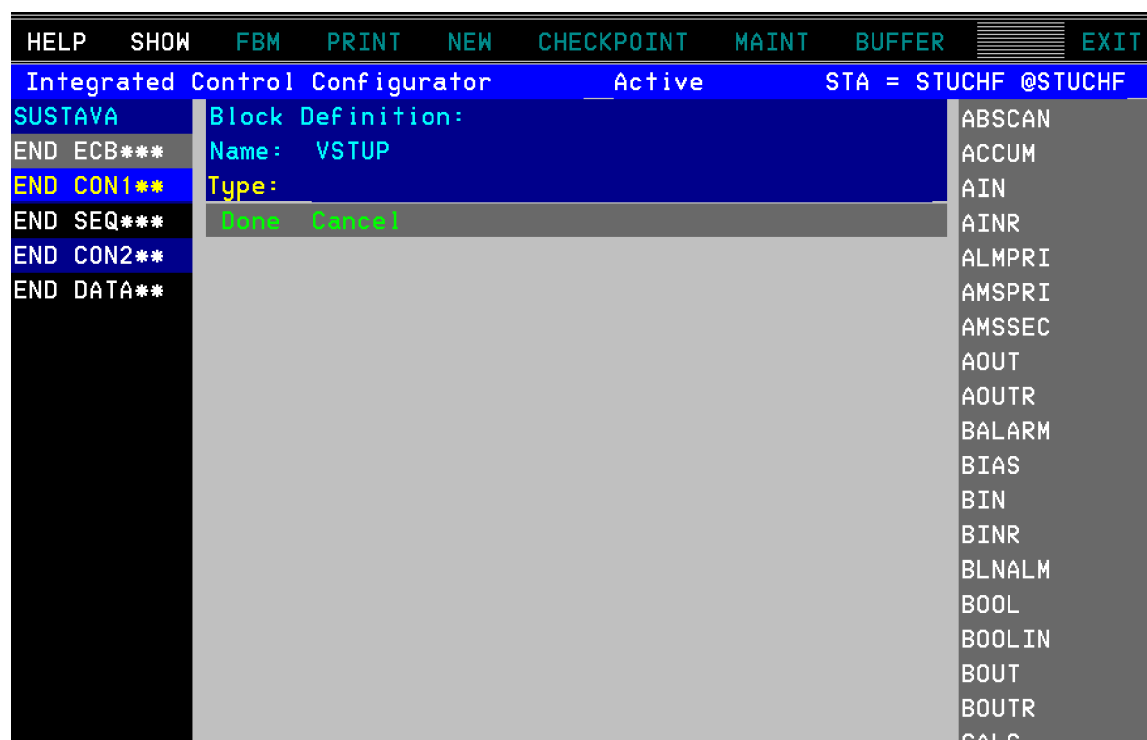 HELP SHOW FBM PRINT NEW CHECKPOINT MAINT BUFFER EXIT
Integrated Control Configurator __Active STA = STUCHF @STUCHF_
SUSTAVA
END ECB***
END CON1**
END SEQ***
END CON2**
END DATA**
Block Definition:
Name: VSTUP
Type:
Done Cancel
ABSCAN
ACCUM
AIN
AINR
ALMPRI
AMSPRI
AMSSEC
AOUT
AOUTR
BALARM
BIAS
BIN
BINR
BLNALM
BOOL
BOOLIN
BOUT
BOUTR